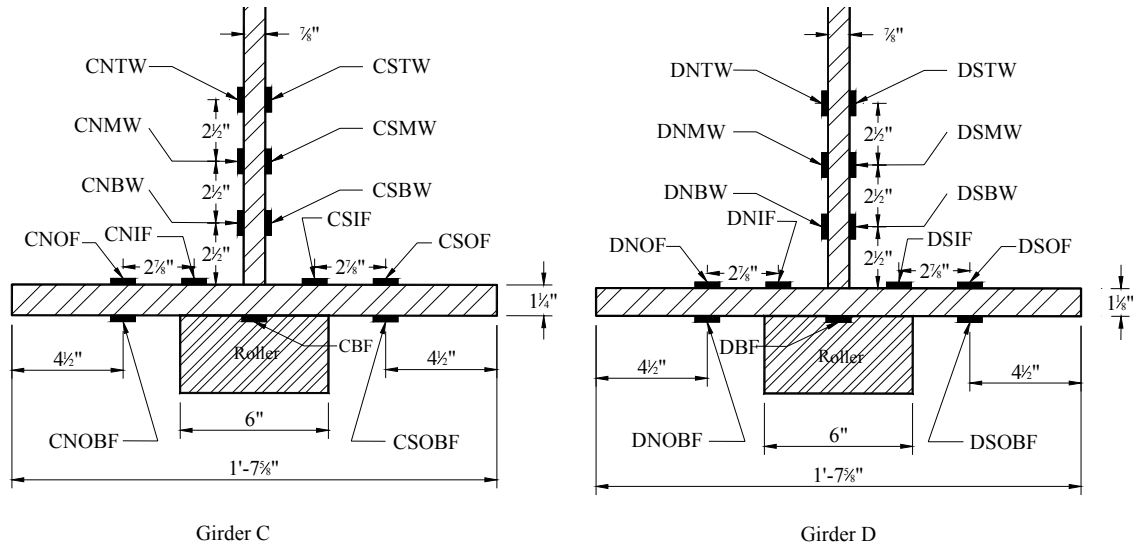 ⅞"
CNTW
CSTW
2½"
CNMW
CSMW
2½"
CNBW
CSBW
CNIF
CSIF
CNOF
CSOF
2½"
2⅞"
2⅞"
1¼"
4½"
Roller
CBF
4½"
CNOBF
6"
CSOBF
1'-7⅝"
Girder C
⅞"
DNTW
DSTW
2½"
DNMW
DSMW
2½"
DNBW
DSBW
DNIF
DNOF
DSIF
DSOF
2½"
2⅞"
2⅞"
1⅛"
4½"
DBF
Roller
4½"
DNOBF
6"
DSOBF
1'-7⅝"
Girder D